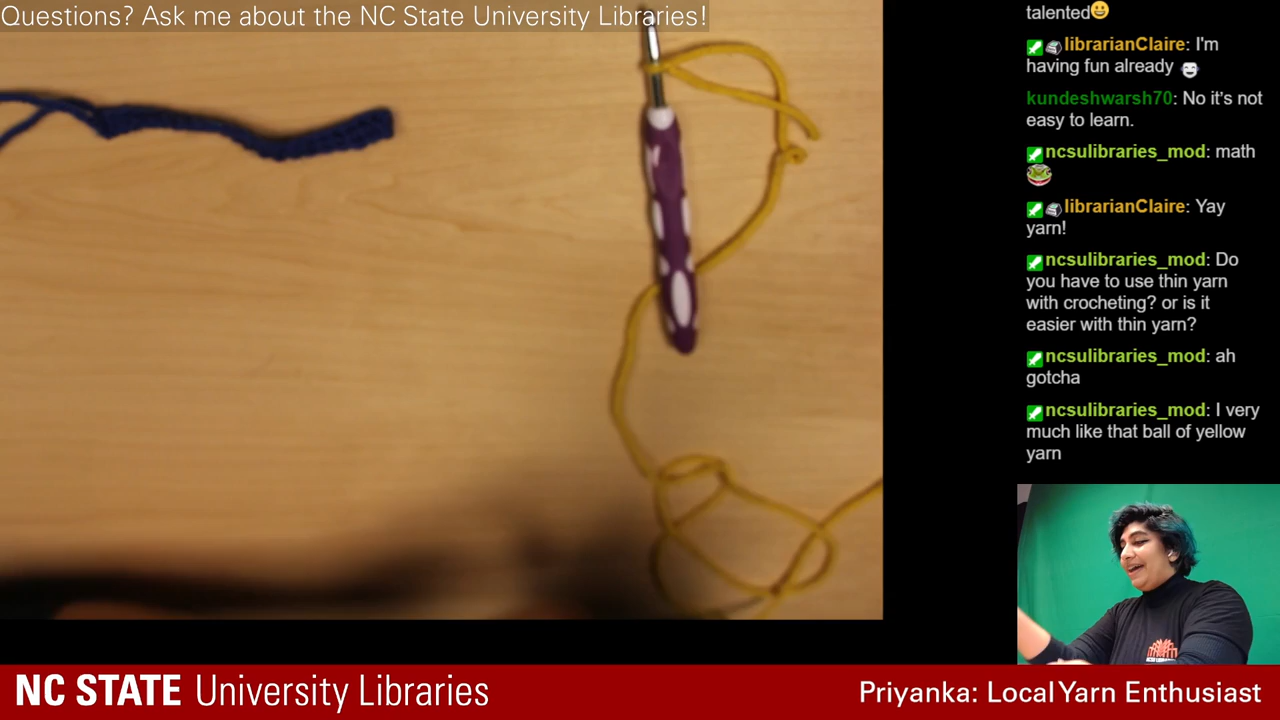 Questions? Ask me about the NC State University Libraries!
talented
librarianClaire: I'm
having fun already
kundeshwarsh70: No it's not
easy to learn.
ncsulibraries_mod: math
librarianClaire: Yay
yarn!
ncsulibraries_mod: Do
you have to use thin yarn
with crocheting? or is it
easier with thin yarn?
ncsulibraries_mod: ah
gotcha
ncsulibraries_mod: I very
much like that ball of yellow
yarn
NC STATE University Libraries
Priyanka: Local Yarn Enthusiast